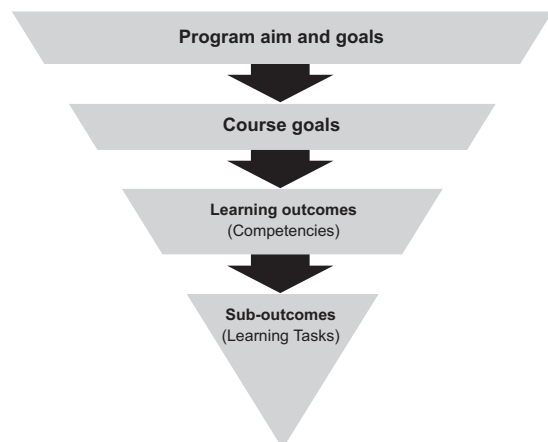 Program aim and goals
Course goals
Learning outcomes
(Competencies)
Sub-outcomes
(Learning Tasks)